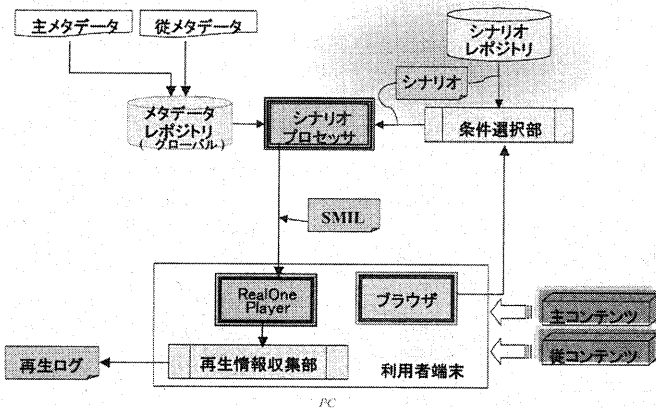 主メタデータ
従メタデータ
シナリオ
レポジトリ
シナリオ
メタデータ
レポジトリ
(グローバル)
シナリオ
プロセッサ
条件選択部
SMIL
RealOne
Player
ブラウザ
主コンテンツ
従コンテンツ
再生ログ
再生情報収集部
利用者端末
PC